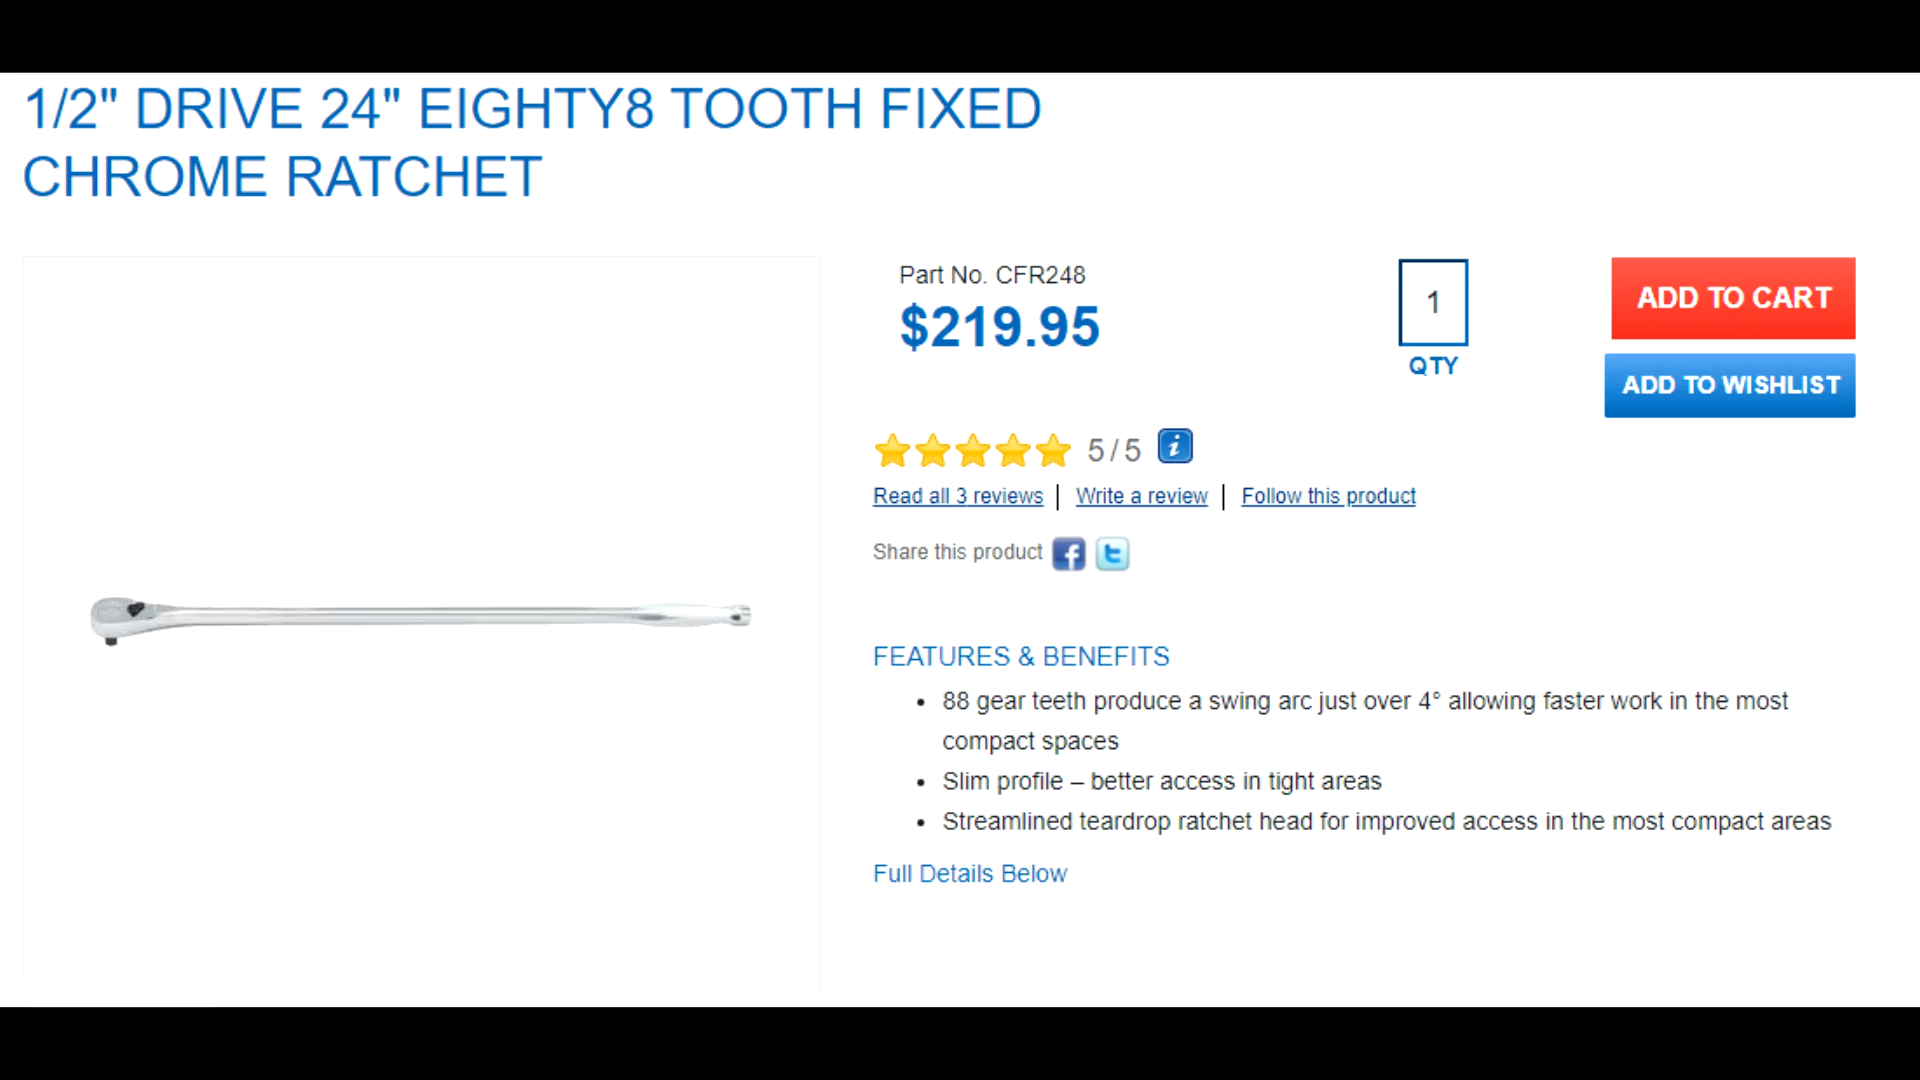 1/2" DRIVE 24" EIGHTY8 TOOTH FIXED
CHROME RATCHET
Part No. CFR248
$219.95
1
QTY
ADD TO CART
ADD TO WISHLIST
5 / 5
Read all 3 reviews | Write a review | Follow this product
Share this product
FEATURES & BENEFITS
• 88 gear teeth produce a swing arc just over 4° allowing faster work in the most
compact spaces
• Slim profile – better access in tight areas
• Streamlined teardrop ratchet head for improved access in the most compact areas
Full Details Below